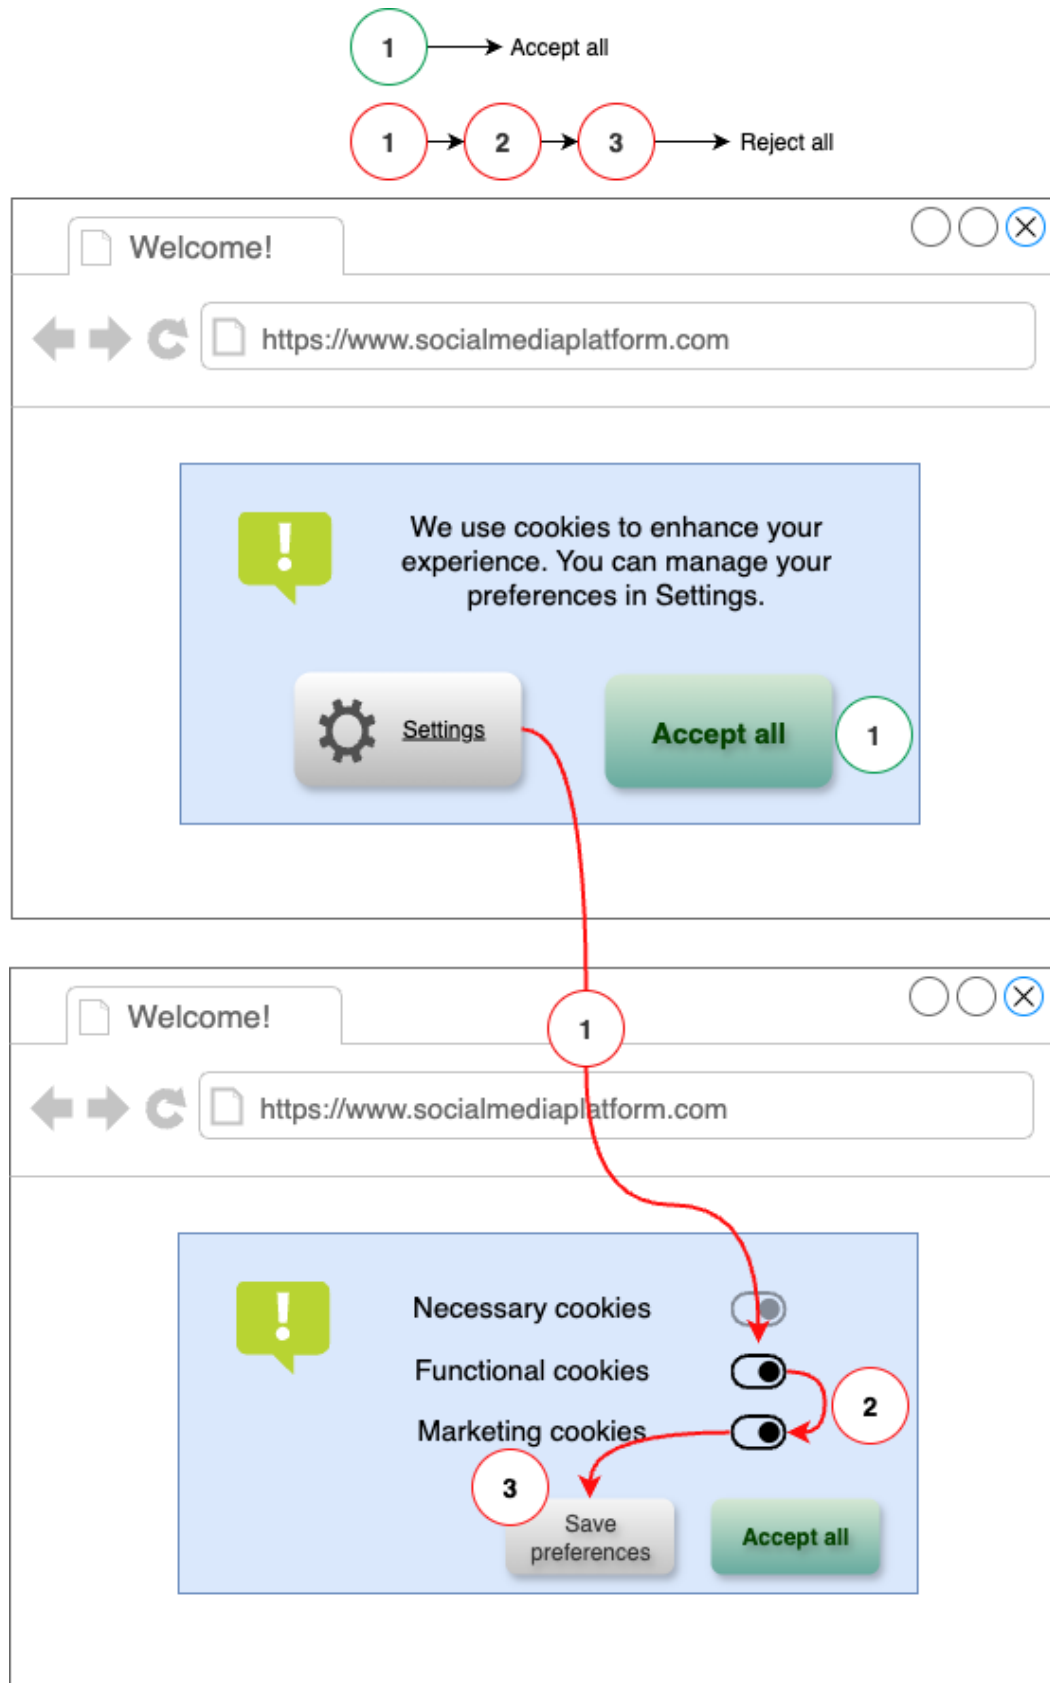 1 Accept all
1 2 3 Reject all
Welcome!
https://www.socialmediaplatform.com
We use cookies to enhance your
experience. You can manage your
preferences in Settings.
Settings
Accept all
1
1
Welcome!
https://www.socialmediaplatform.com
Necessary cookies
Functional cookies
2
Marketing cookies
3
Save
preferences
Accept all